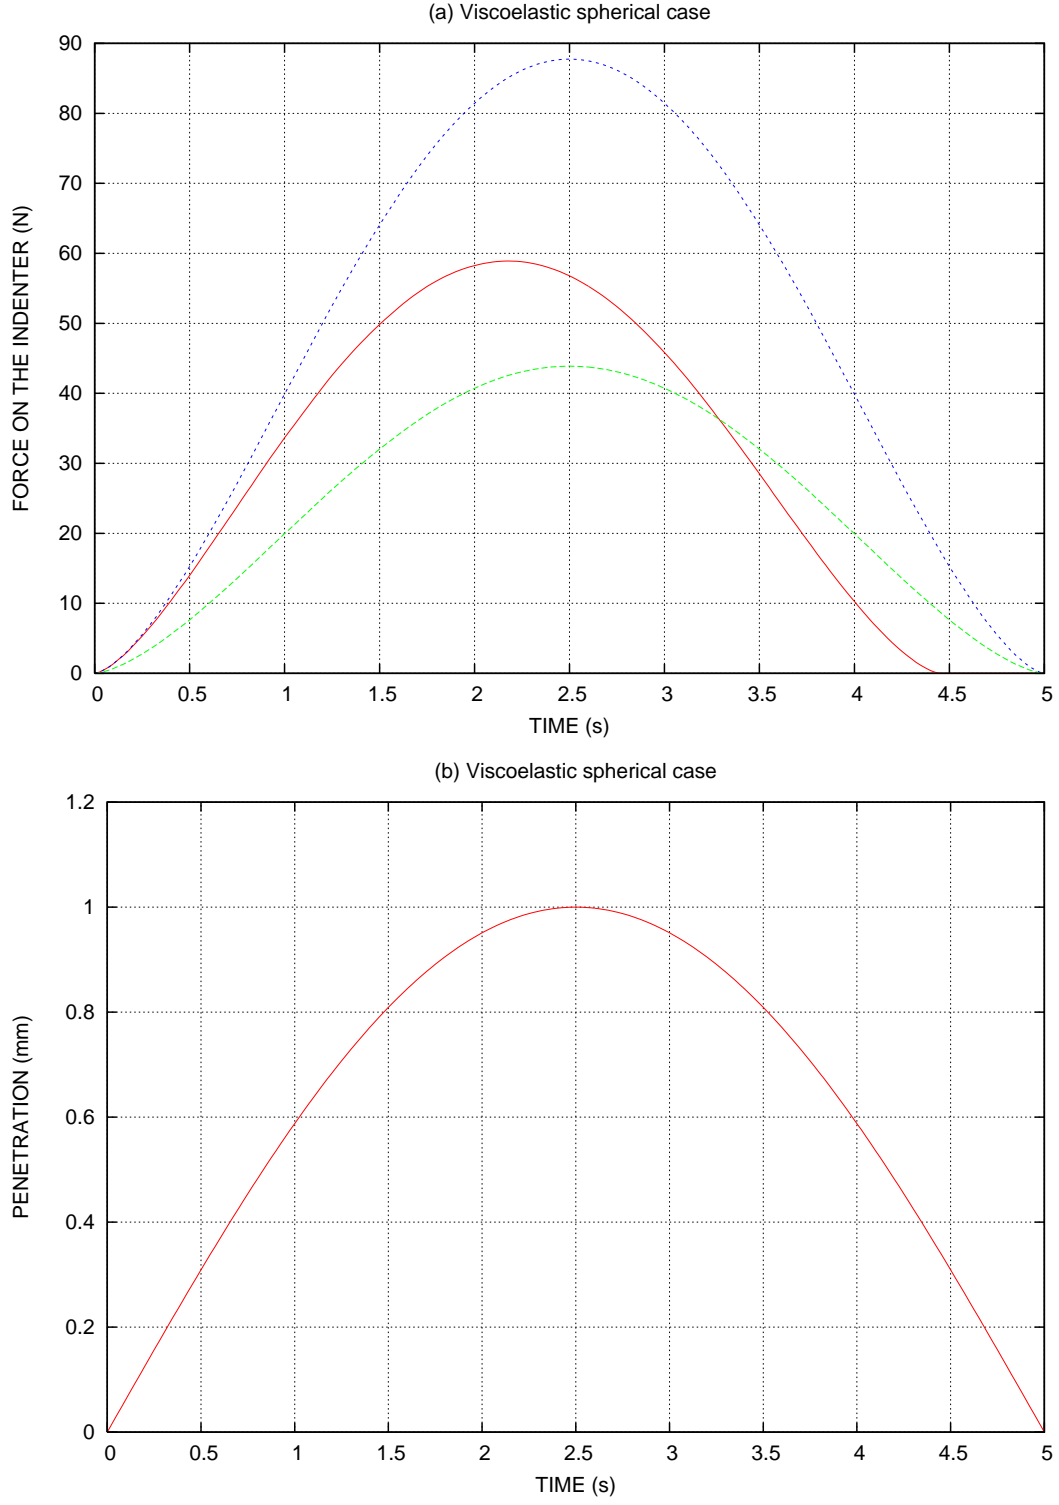 (a) Viscoelastic spherical case
90
80
70
60
50
40
30
20
10
0
FORCE ON THE INDENTER (N)
0 0.5 1 1.5 2 2.5 3 3.5 4 4.5 5
TIME (s)
(b) Viscoelastic spherical case
1.2
1
0.8
0.6
0.4
0.2
0
PENETRATION (mm)
0 0.5 1 1.5 2 2.5 3 3.5 4 4.5 5
TIME (s)